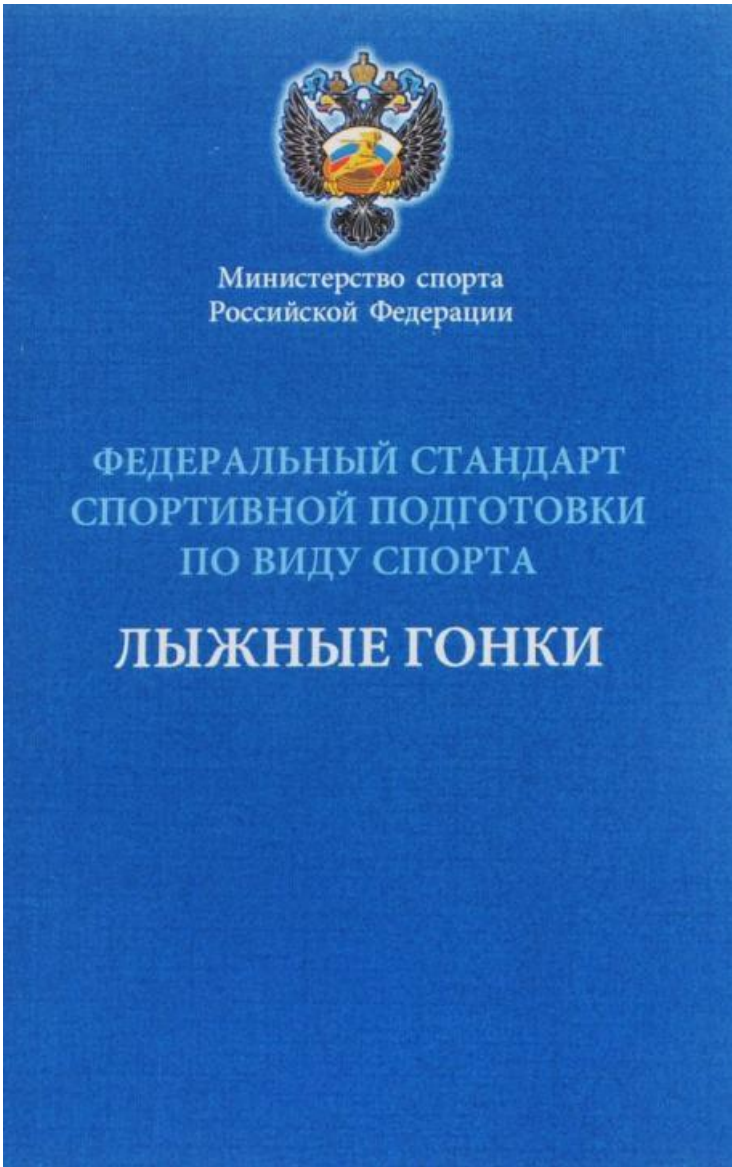 Министерство спорта
Российской Федерации
ФЕДЕРАЛЬНЫЙ СТАНДАРТ
СПОРТИВНОЙ ПОДГОТОВКИ
ПО ВИДУ СПОРТА
ЛЫЖНЫЕ ГОНКИ